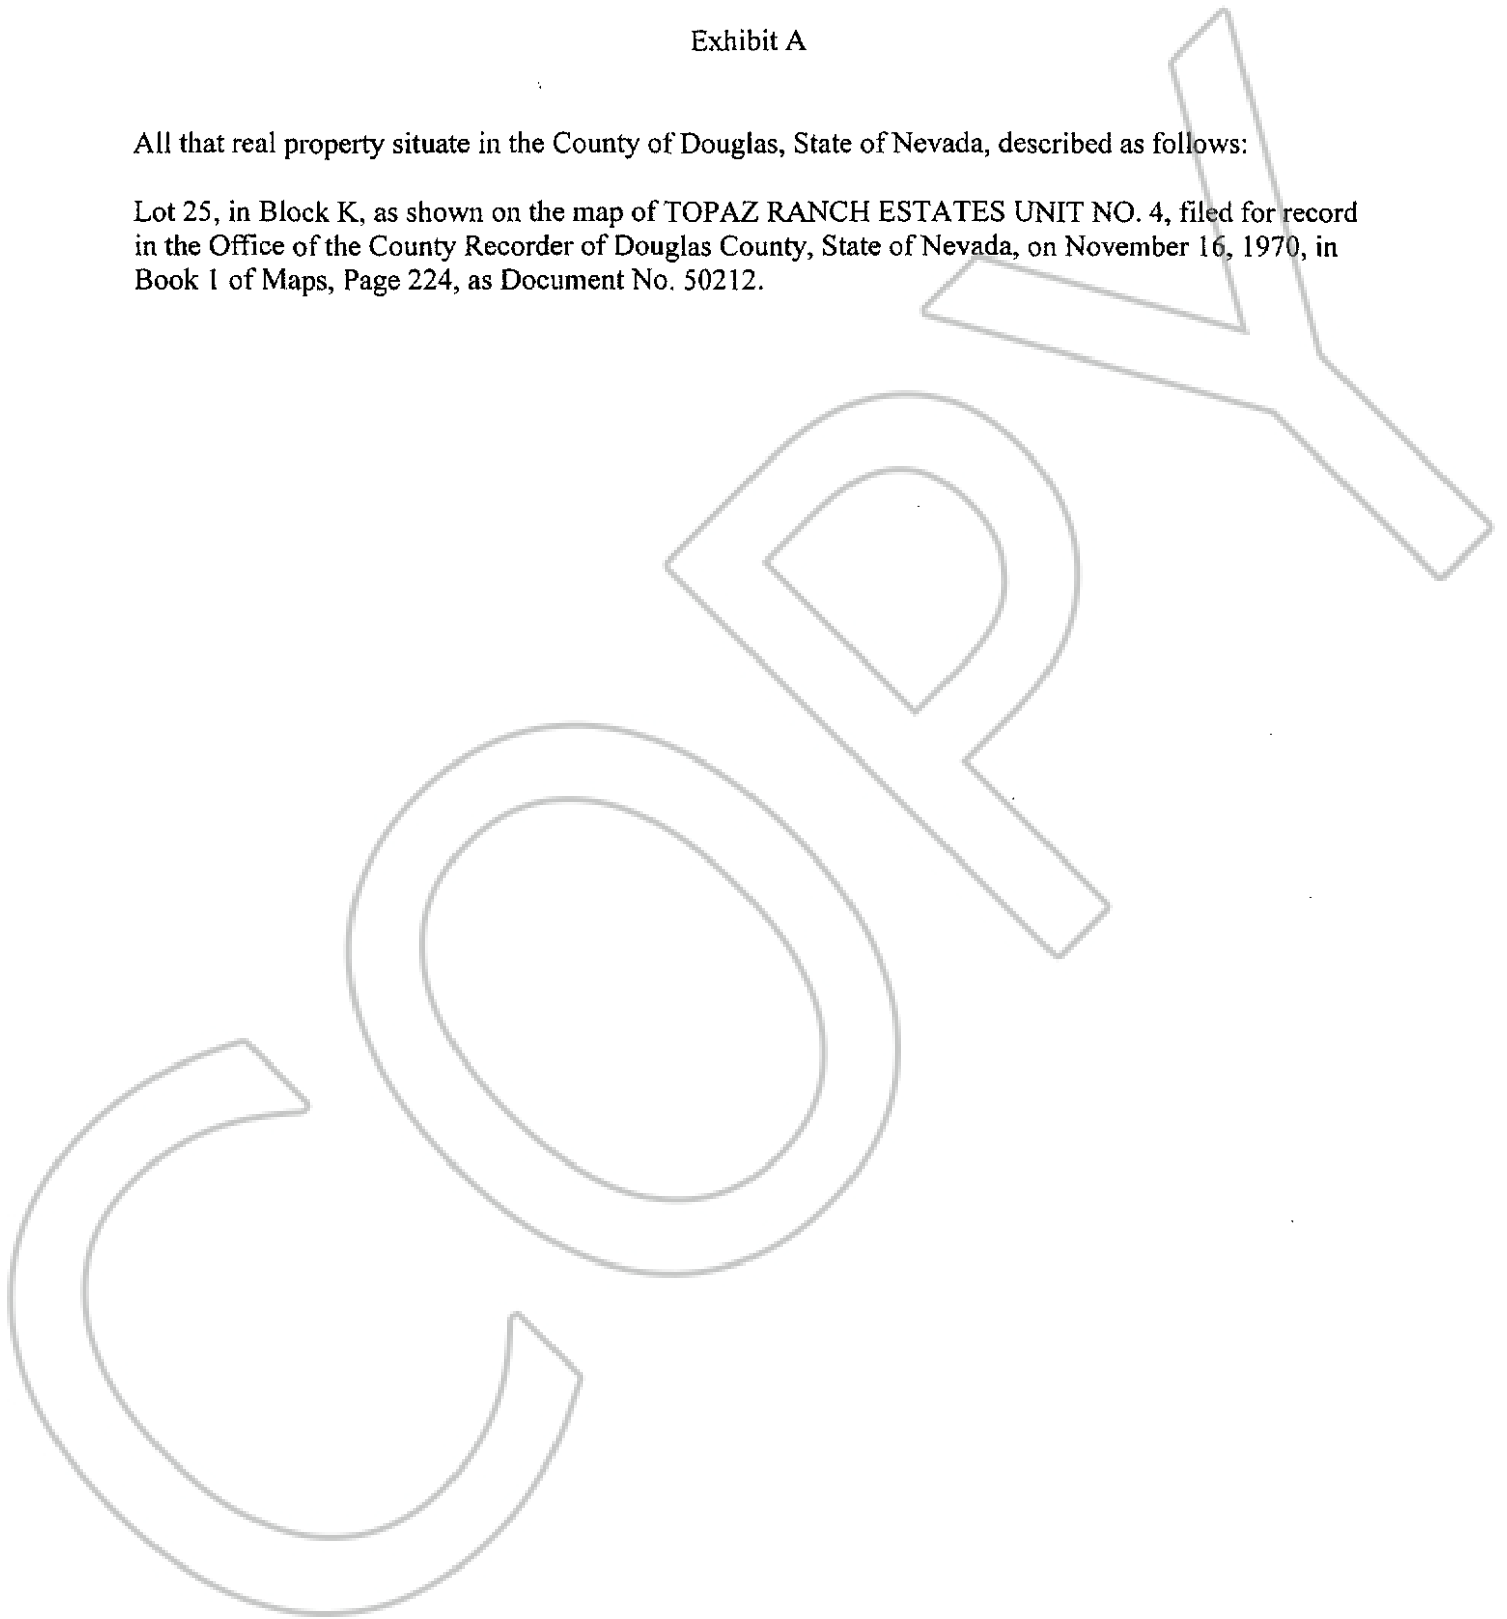 Exhibit A
All that real property situate in the County of Douglas, State of Nevada, described as follows:
Lot 25, in Block K, as shown on the map of TOPAZ RANCH ESTATES UNIT NO. 4, filed for record
in the Office of the County Recorder of Douglas County, State of Nevada, on November 16, 1970, in
Book 1 of Maps, Page 224, as Document No. 50212.
COPY